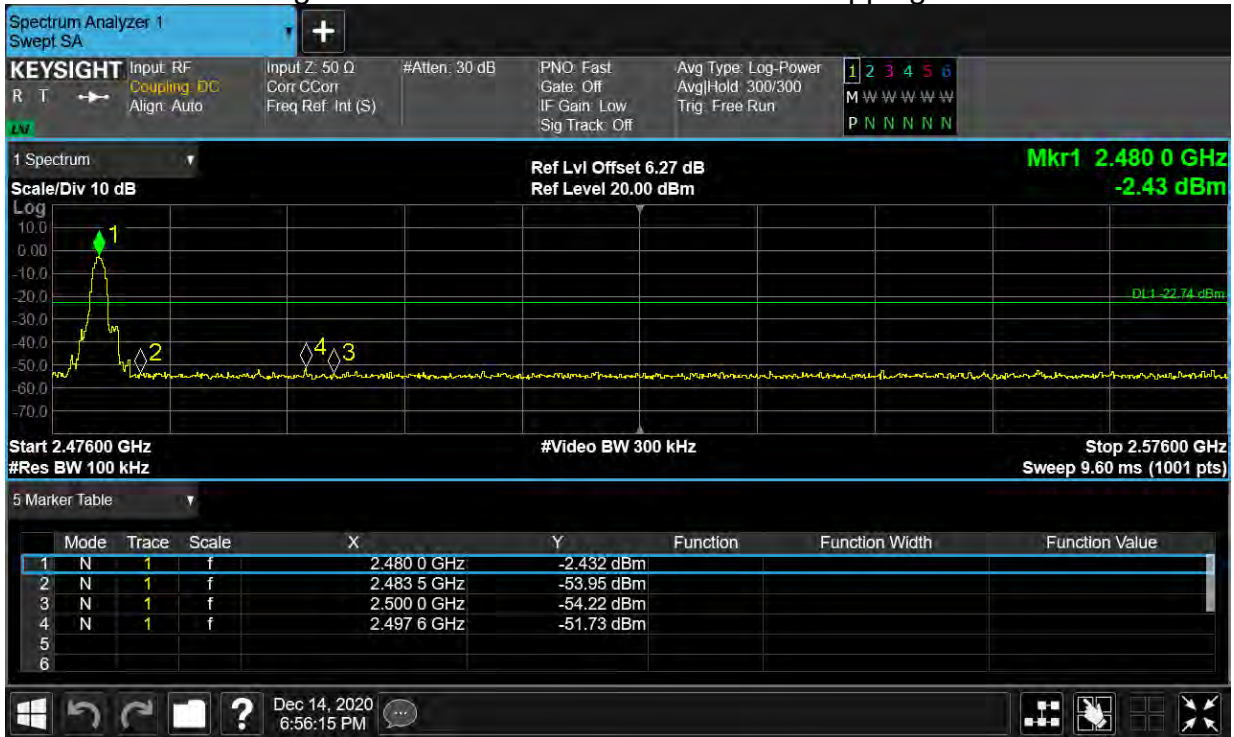 Spectrum Analyzer 1
Swept SA
+
KEYSIGHT Input: RF Input Z: 50 Ω #Atten: 30 dB PNO: Fast Avg Type: Log-Power 1 2 3 4 5 6
R T Coupling: DC Corr CCorr Gate: Off Avg|Hold: 300/300 M W W W W W W
Align: Auto Freq Ref: Int (S) IF Gain: Low Trig: Free Run
Sig Track: Off P N N N N N N
LNI
1 Spectrum Ref Lvl Offset 6.27 dB Mkr1 2.480 0 GHz
Scale/Div 10 dB Ref Level 20.00 dBm -2.43 dBm
Log
10.0
1
0.00
-10.0
-20.0
DL1 -22.74 dBm
-30.0
-40.0
2 4 3
-50.0
-60.0
-70.0
Start 2.47600 GHz #Video BW 300 kHz Stop 2.57600 GHz
#Res BW 100 kHz Sweep 9.60 ms (1001 pts)
5 Marker Table
Mode Trace Scale X Y Function Function Width Function Value
1 N 1 f 2.480 0 GHz -2.432 dBm
2 N 1 f 2.483 5 GHz -53.95 dBm
3 N 1 f 2.500 0 GHz -54.22 dBm
4 N 1 f 2.497 6 GHz -51.73 dBm
5
6
? Dec 14, 2020
6:56:15 PM